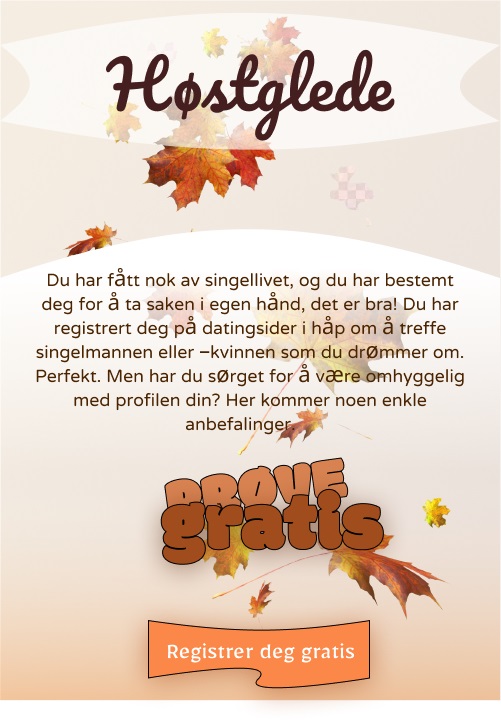 Høstglede
Du har fått nok av singellivet, og du har bestemt
deg for å ta saken i egen hånd, det er bra! Du har
registrert deg på datingsider i håp om å treffe
singelmannen eller –kvinnen som du drømmer om.
Perfekt. Men har du sørget for å være omhyggelig
med profilen din? Her kommer noen enkle
anbefalinger.
PRØVE
gratis
Registrer deg gratis